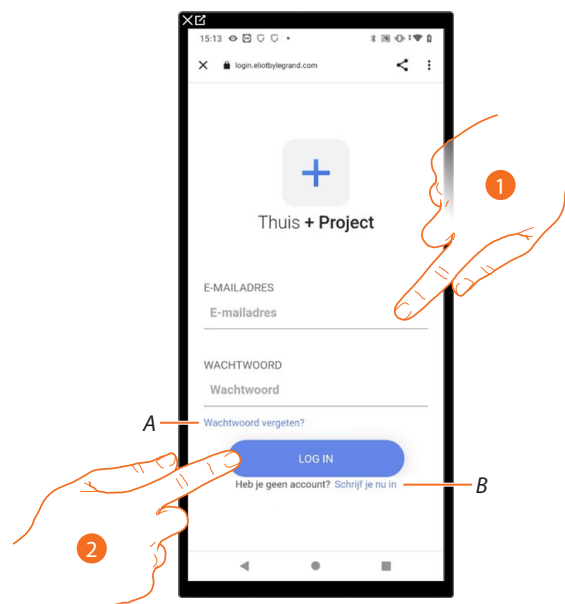 15:13
login.eliotbylegrand.com
1
Thuis + Project
E-MAILADRES
E-mailadres
WACHTWOORD
Wachtwoord
A
Wachtwoord vergeten?
LOG IN
Heb je geen account? Schrijf je nu in
B
2